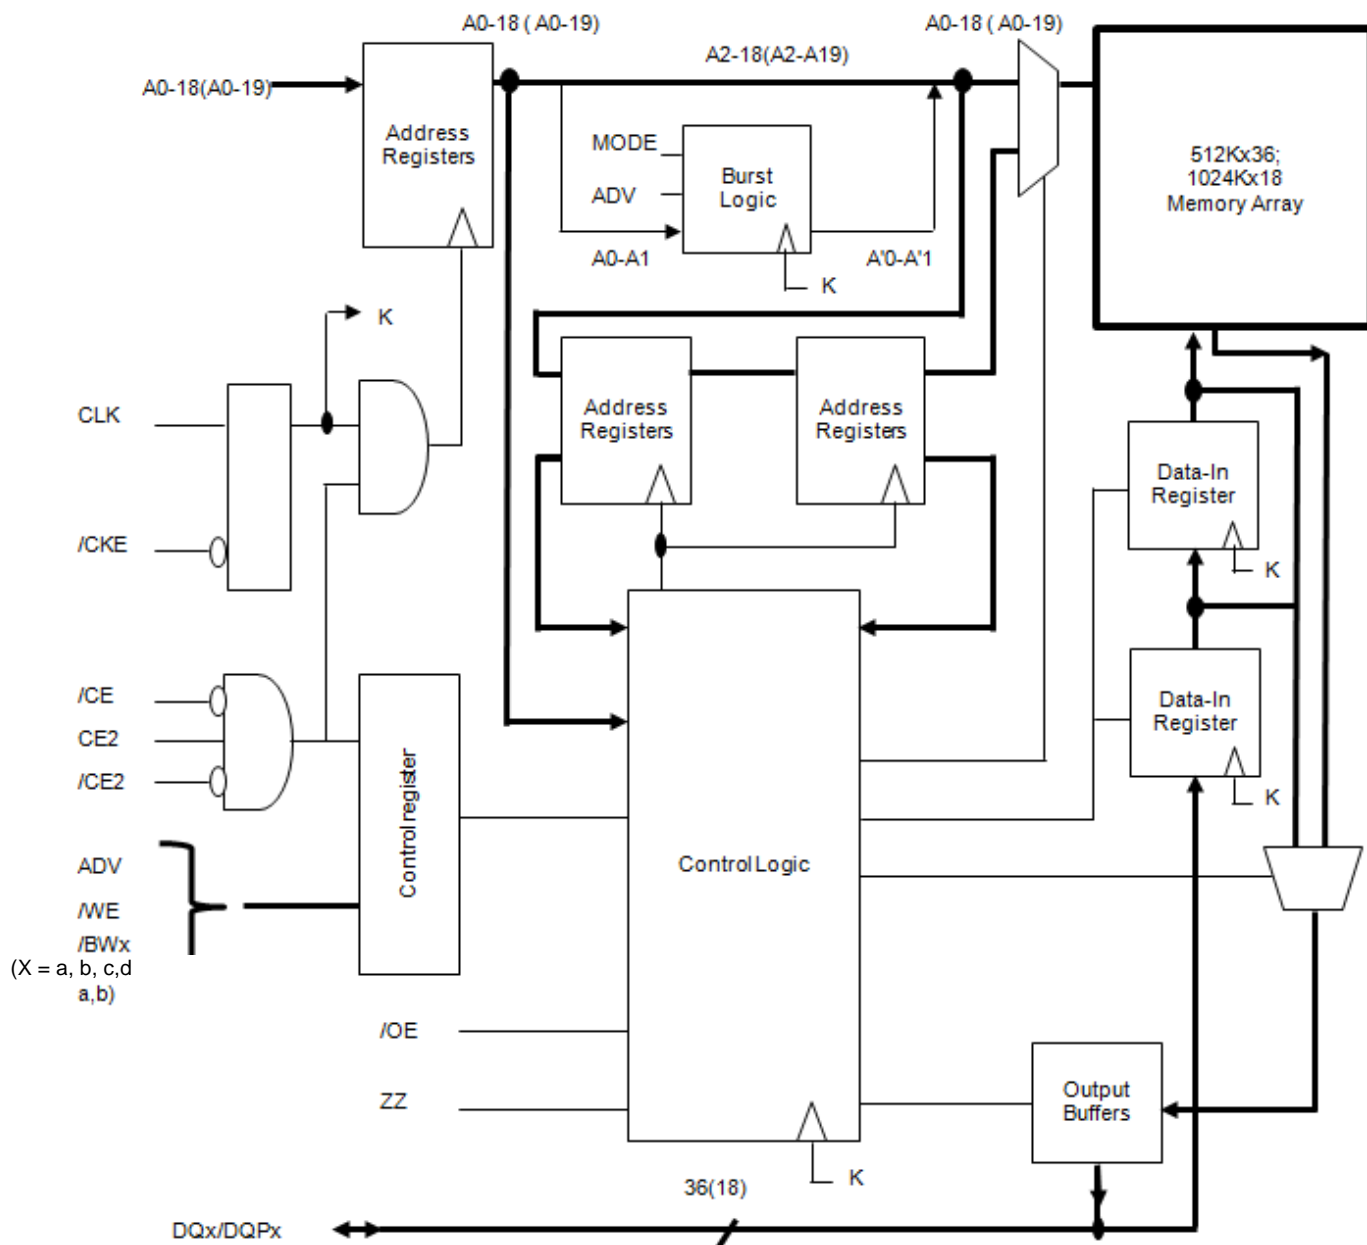 A0-18 ( A0-19)
A0-18 ( A0-19)
A2-18(A2-A19)
A0-18(A0-19)
Address
Registers
MODE
ADV
Burst
Logic
A0-A1
A'0-A'1
K
512Kx36;
1024Kx18
Memory Array
K
CLK
/CKE
Address
Registers
Address
Registers
Data-In
Register
K
/CE
CE2
/CE2
Data-In
Register
K
Control register
Control Logic
ADV
/WE
/BWx
(X = a, b, c,d
a,b)
/OE
ZZ
Output
Buffers
K
36(18)
DQx/DQPx